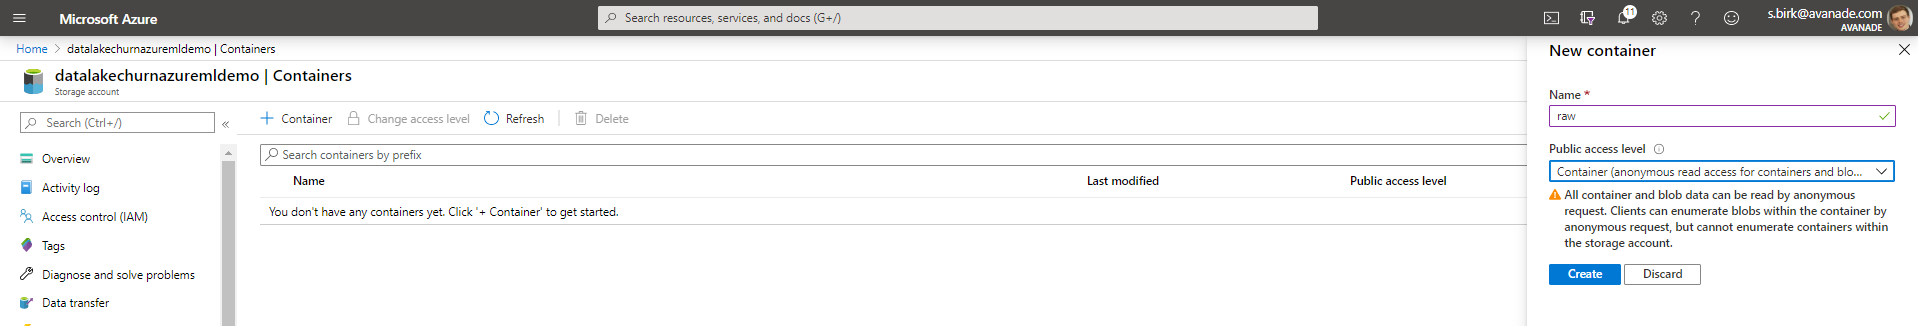 Microsoft Azure
Search resources, services, and docs (G+/)
11
s.birk@avanade.com
AVANADE
Home > datalakechurnazuremldemo | Containers
datalakechurnazuremldemo | Containers
Storage account
Search (Ctrl+/)
«
Overview
Activity log
Access control (IAM)
Tags
Diagnose and solve problems
Data transfer
+ Container
Change access level
Refresh
Delete
Search containers by prefix
Name
Last modified
Public access level
You don't have any containers yet. Click '+ Container' to get started.
New container
Name *
raw
Public access level
Container (anonymous read access for containers and blo...
All container and blob data can be read by anonymous
request. Clients can enumerate blobs within the container by
anonymous request, but cannot enumerate containers within
the storage account.
Create
Discard